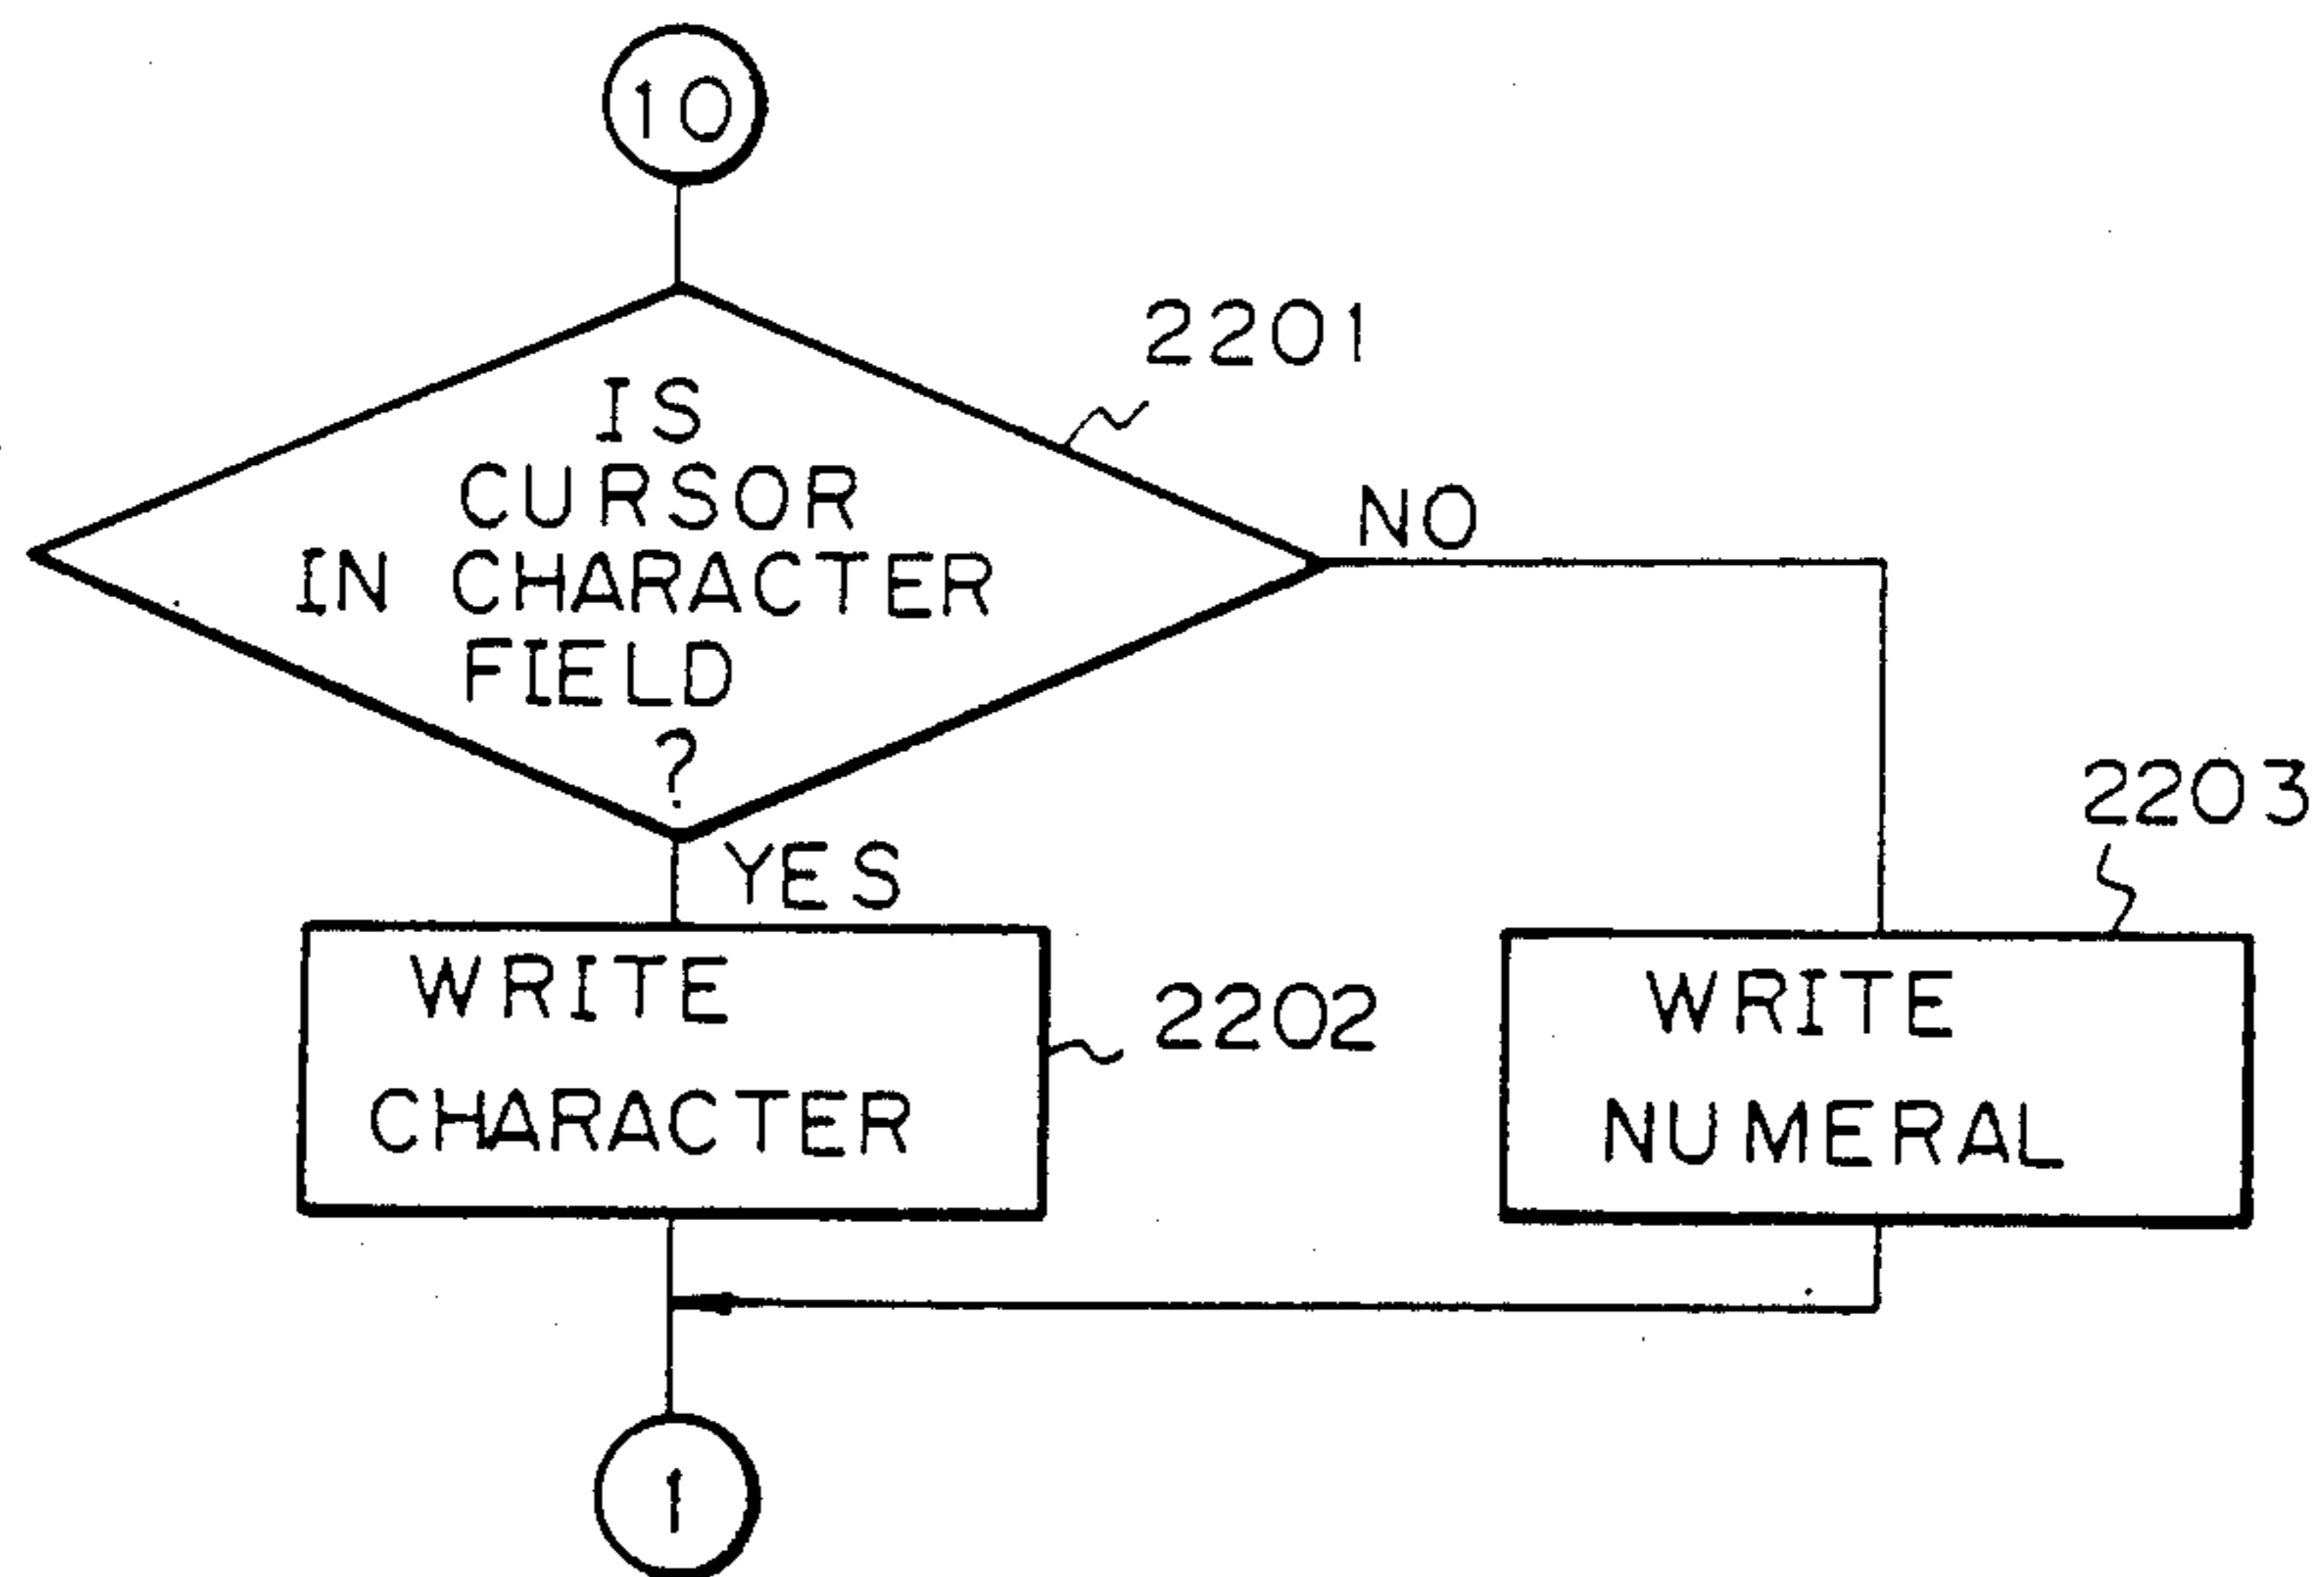 10
2201
IS
CURSOR
IN CHARACTER
FIELD
?
NO
YES
2203
WRITE
CHARACTER
2202
WRITE
NUMERAL
1